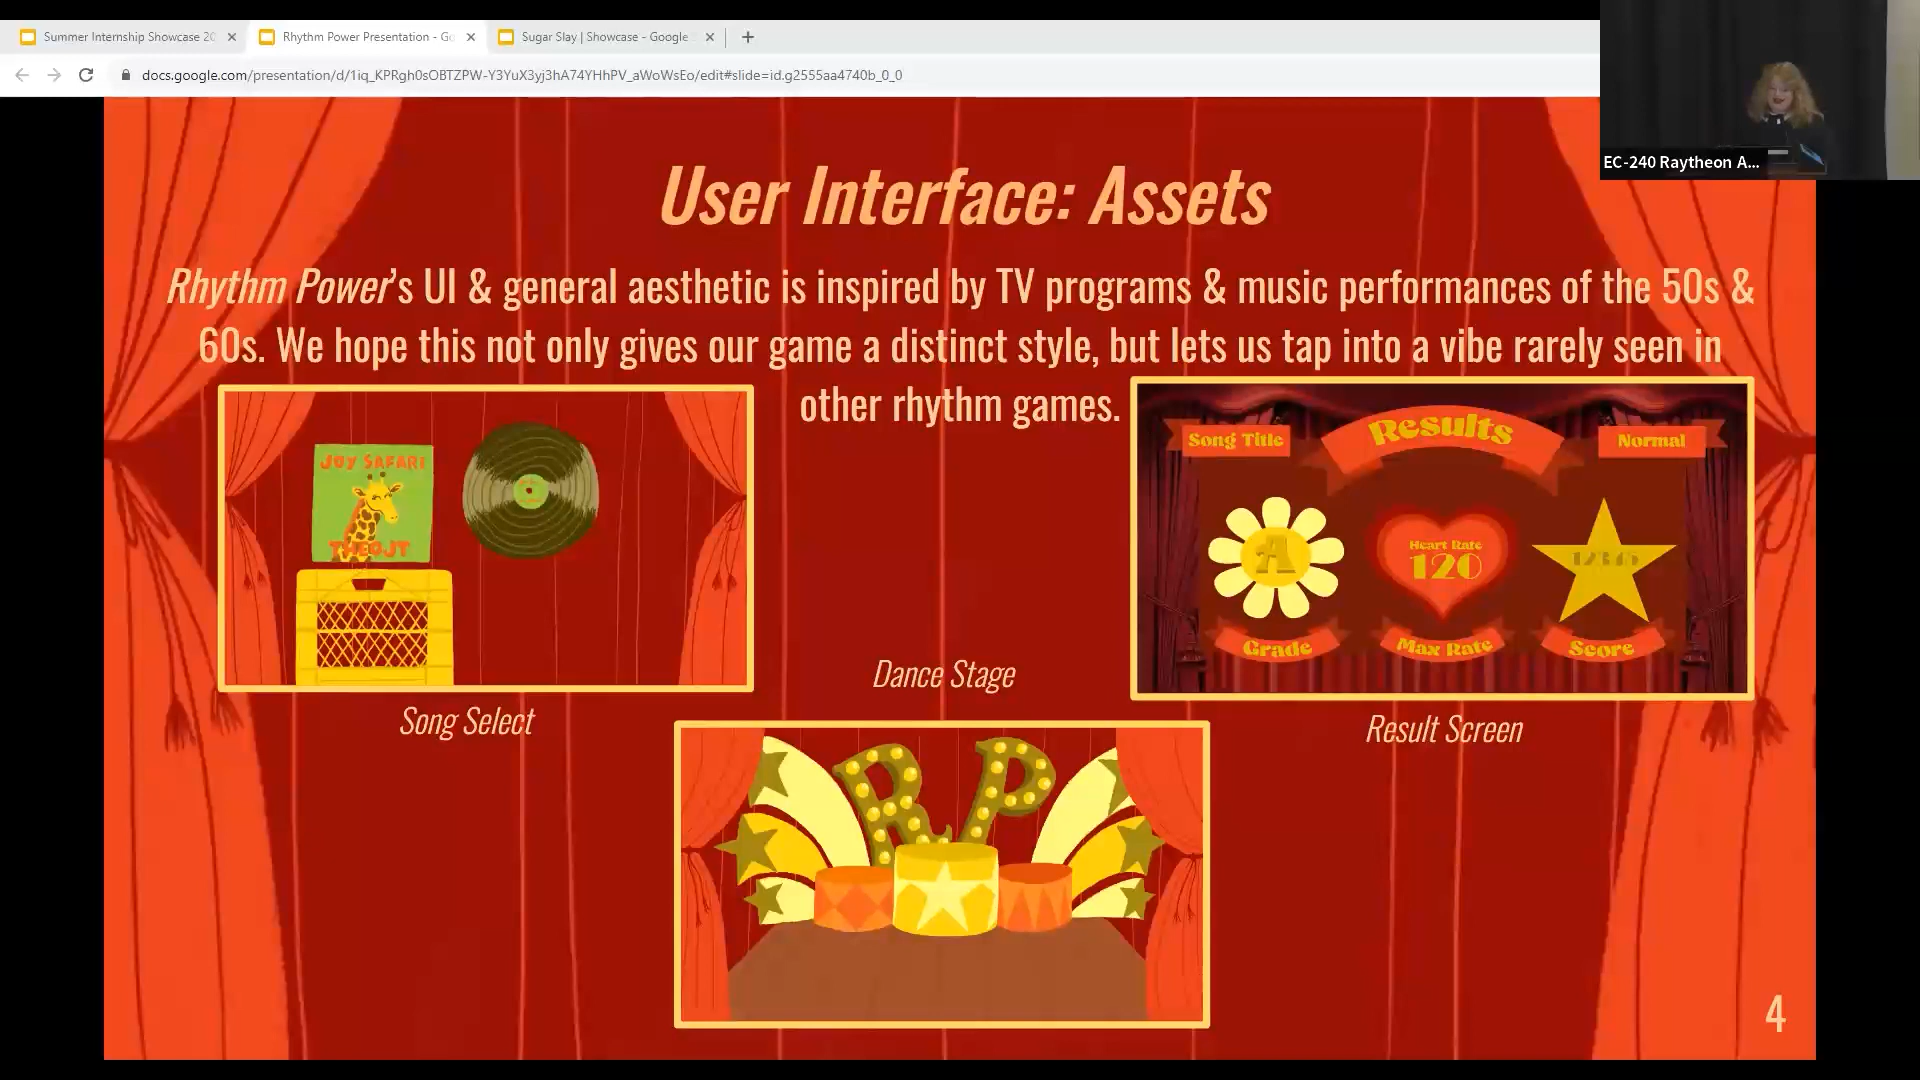 Summer Internship Showcase 20
Rhythm Power Presentation - Go
Sugar Slay | Showcase - Google
docs.google.com/presentation/d/1iq_KPRgh0sOBTZPW-Y3YuX3yj3hA74YHhPV_aWoWsEo/edit#slide=id.g2555aa4740b_0_0
EC-240 Raytheon A...
User Interface: Assets
Rhythm Power's UI & general aesthetic is inspired by TV programs & music performances of the 50s &
60s. We hope this not only gives our game a distinct style, but lets us tap into a vibe rarely seen in
other rhythm games.
JOY SAFARI
THEOJT
Song Select
Dance Stage
RP
Song Title
Results
Normal
A
Heart Rate
120
12345
Grade
Max Rate
Score
Result Screen
4